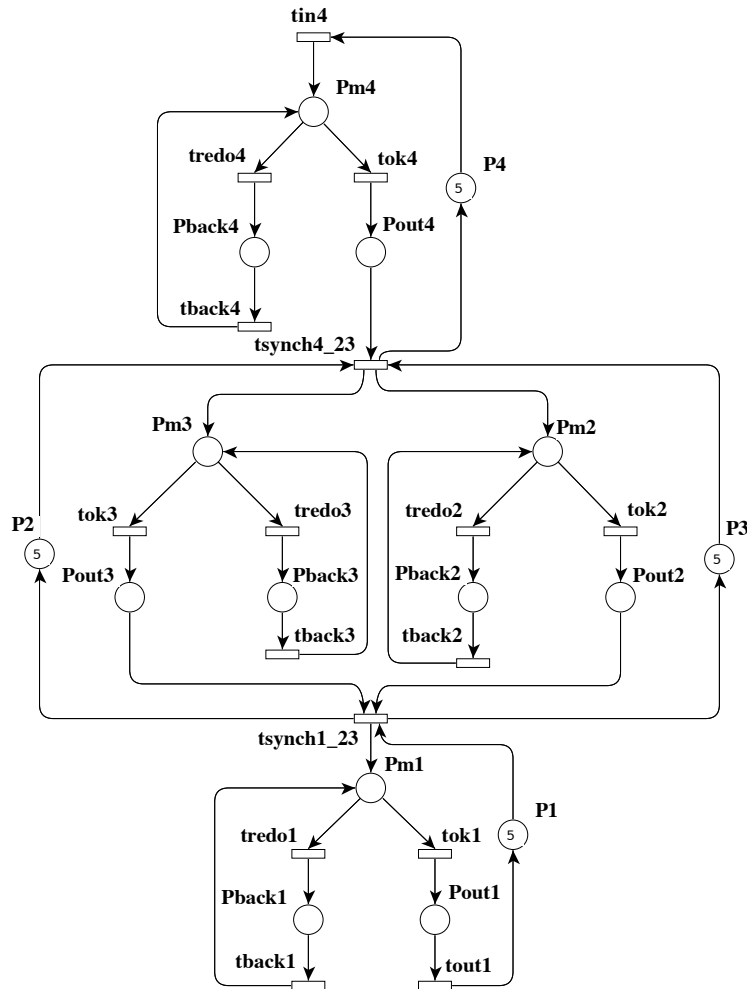 tin4
Pm4
tredo4
tok4
P4
5
Pback4
Pout4
tback4
tsynch4_23
Pm3
Pm2
P2
tok3
tredo3
tredo2
tok2
P3
5
5
Pout3
Pback3
Pback2
Pout2
tback3
tback2
tsynch1_23
Pm1
P1
tredo1
tok1
5
Pback1
Pout1
tback1
tout1